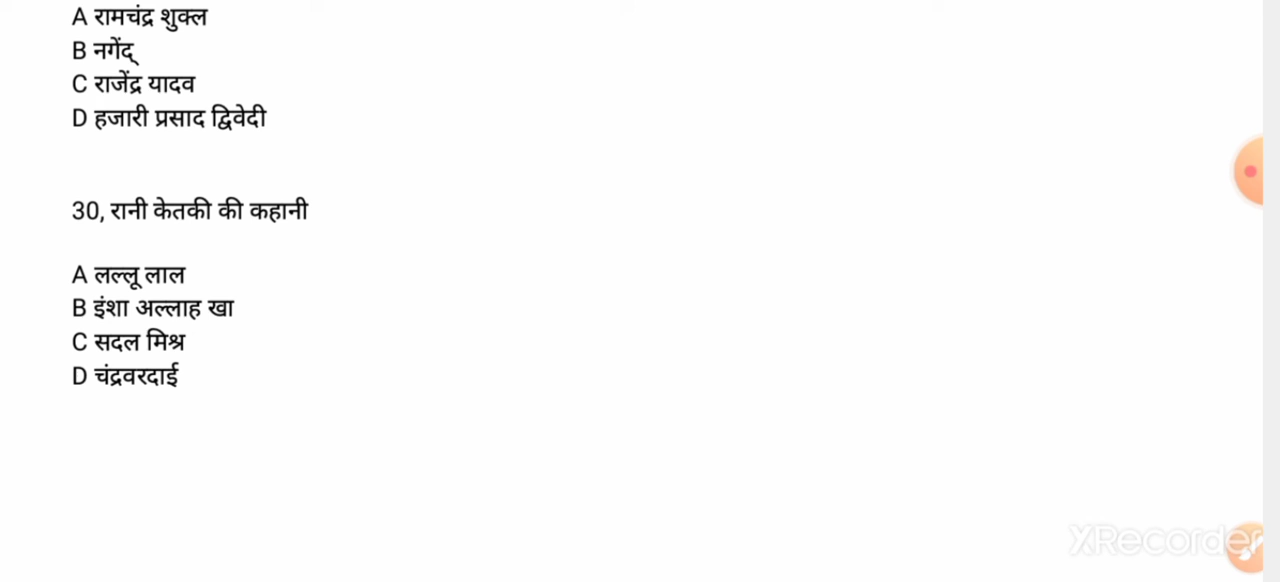 A रामचंद्र शुक्ल
B नगेंद्
C राजेंद्र यादव
D हजारी प्रसाद द्विवेदी
30, रानी केतकी की कहानी
A लल्लू लाल
B इंशा अल्लाह खा
C सदल मिश्र
D चंद्रवरदाई
XRecorder